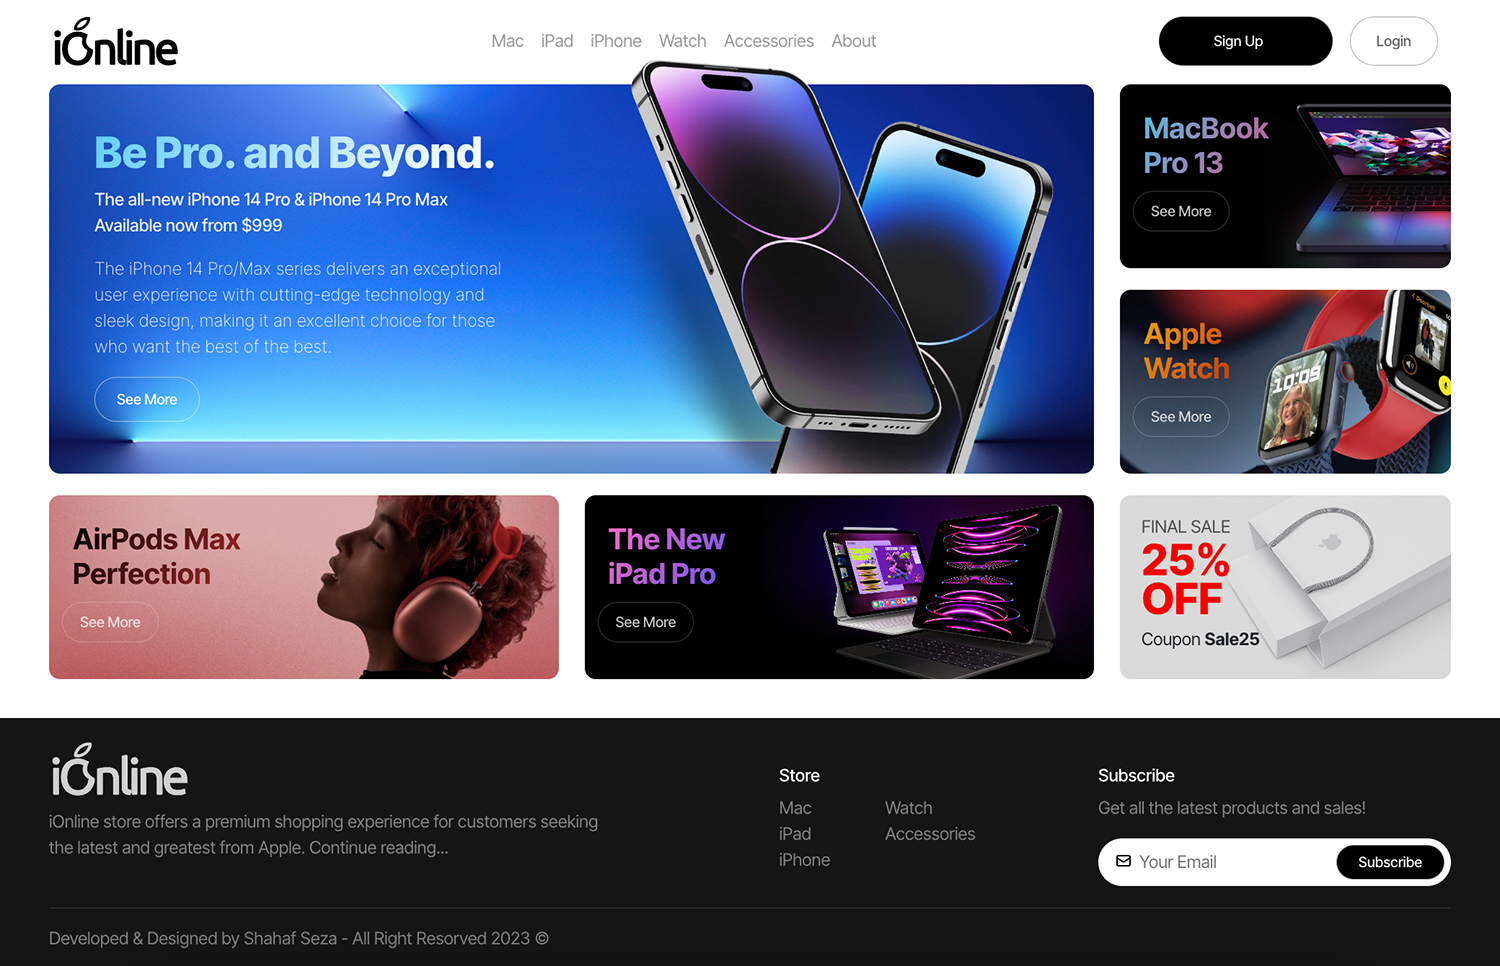 iOnline
Mac iPad iPhone Watch Accessories About
Sign Up
Login
Be Pro. and Beyond.
The all-new iPhone 14 Pro & iPhone 14 Pro Max
Available now from $999
The iPhone 14 Pro/Max series delivers an exceptional
user experience with cutting-edge technology and
sleek design, making it an excellent choice for those
who want the best of the best.
See More
MacBook
Pro 13
See More
Apple
Watch
See More
10:09
AirPods Max
Perfection
See More
The New
iPad Pro
See More
FINAL SALE
25%
OFF
Coupon Sale25
iOnline
iOnline store offers a premium shopping experience for customers seeking
the latest and greatest from Apple. Continue reading...
Store
Mac
iPad
iPhone
Watch
Accessories
Subscribe
Get all the latest products and sales!
Your Email
Subscribe
Developed & Designed by Shahaf Seza - All Right Resorved 2023 ©